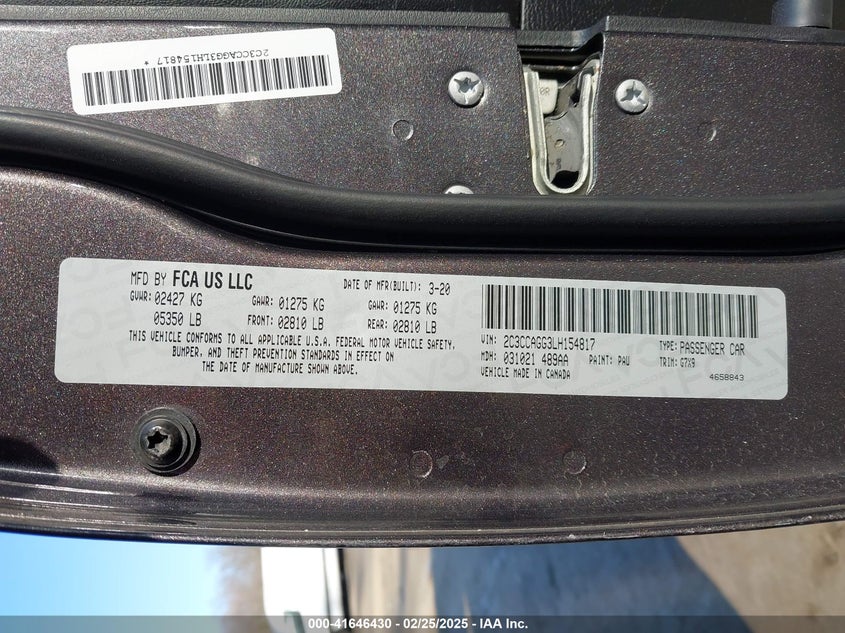 2C3CCAGG3LH154817 *
0R
MFD BY FCA US LLC DATE OF MFR(BUILT): 3-20
GVWR: 02427 KG GAWR: 01275 KG GAWR: 01275 KG
05350 LB FRONT: 02810 LB REAR: 02810 LB
THIS VEHICLE CONFORMS TO ALL APPLICABLE U.S.A. FEDERAL MOTOR VEHICLE SAFETY,
BUMPER, AND THEFT PREVENTION STANDARDS IN EFFECT ON
THE DATE OF MANUFACTURE SHOWN ABOVE.
VIN: 2C3CCAGG3LH154817 TYPE: PASSENGER CAR
MDH: 031021 489AA PAINT: PAU TRIM: G7X9
VEHICLE MADE IN CANADA 4658843
000-41646430 - 02/25/2025 - IAA Inc.